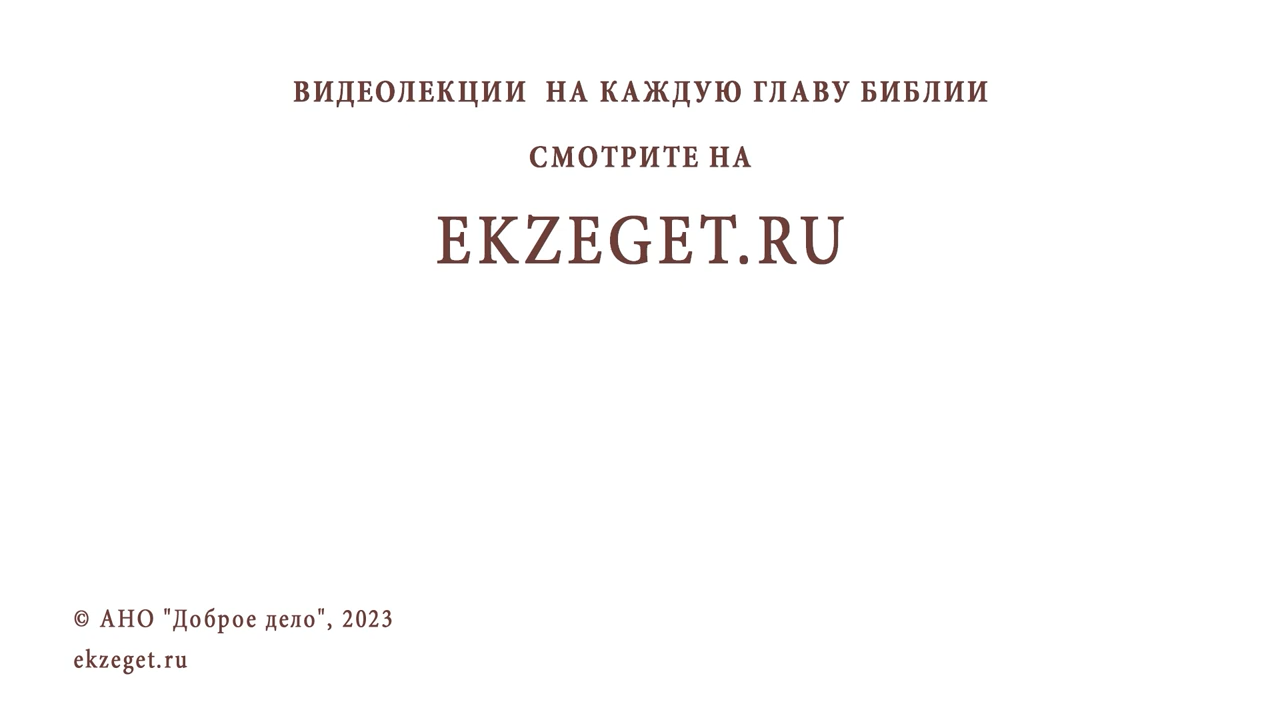 ВИДЕОЛЕКЦИИ НА КАЖДУЮ ГЛАВУ БИБЛИИ
СМОТРИТЕ НА
EKZEGET.RU
© АНО "Доброе дело", 2023
ekzeget.ru